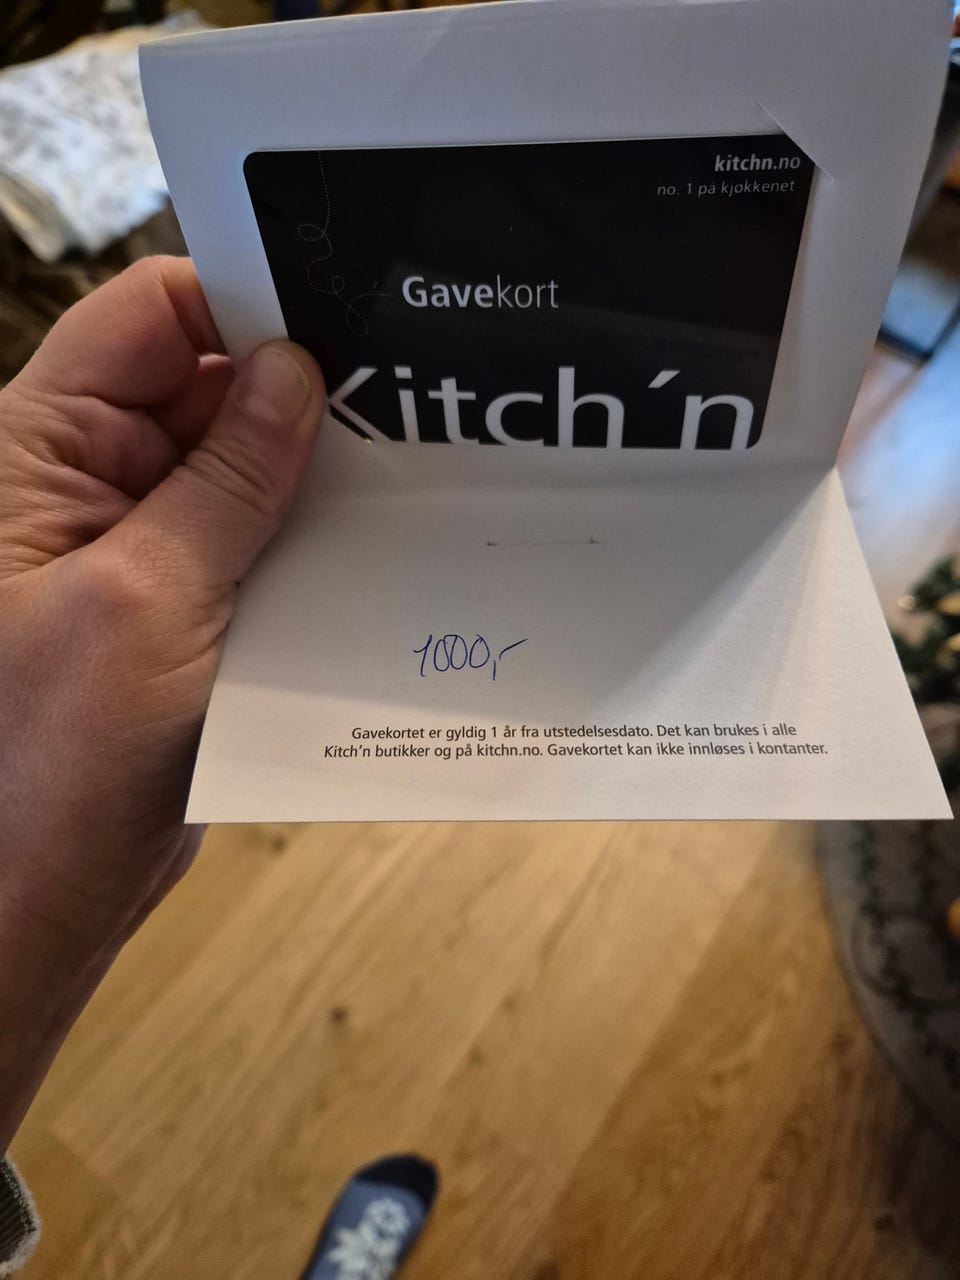 kitchn.no
no. 1 på kjøkkenet
Gavekort
Kitch´n
1000,-
Gavekortet er gyldig 1 år fra utstedelsesdato. Det kan brukes i alle
Kitch’n butikker og på kitchn.no. Gavekortet kan ikke innløses i kontanter.